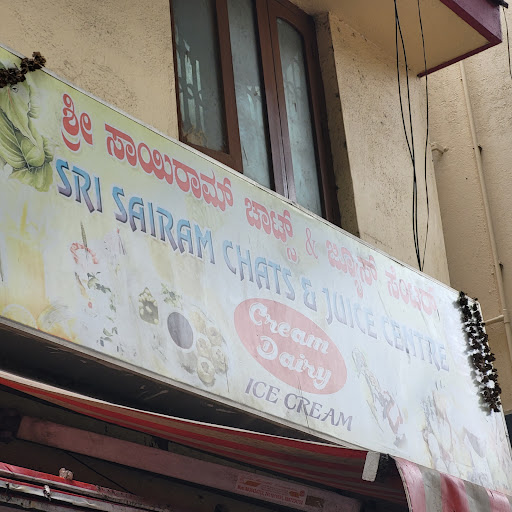 ಶ್ರೀ ಸಾಯಿರಾಮ್ ಚಾಟ್ಸ್ & ಜ್ಯೂಸ್ ಸೆಂಟರ್
SRI SAIRAM CHATS & JUICE CENTRE
Cream
Dairy
ICE CREAM